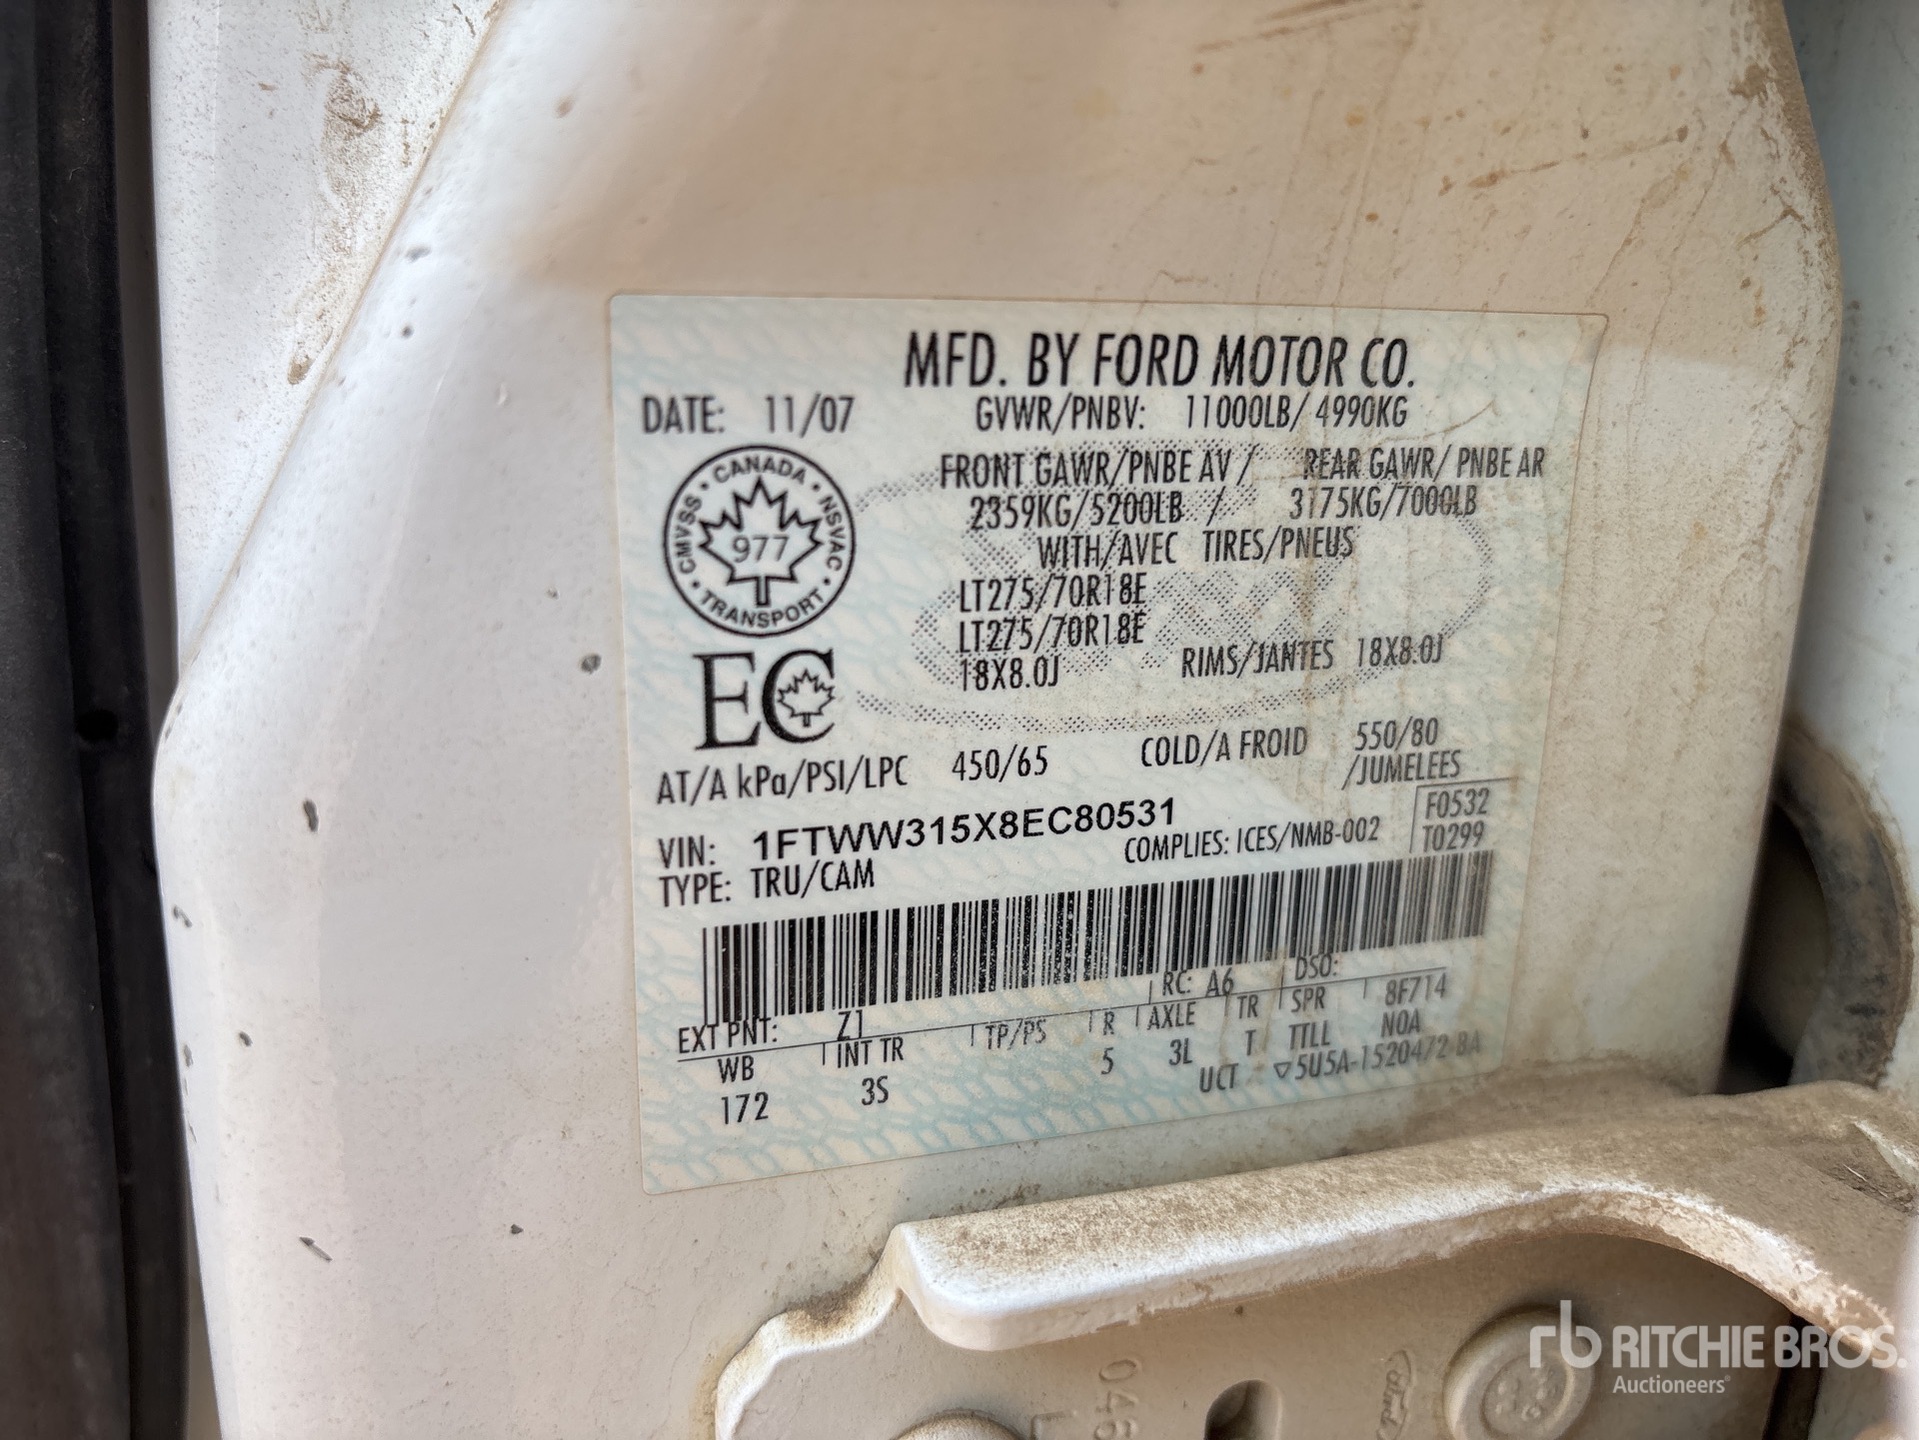 MFD. BY FORD MOTOR CO.
DATE: 11/07 GVWR/PNBV: 11000LB/ 4990KG
FRONT GAWR/PNBE AV / REAR GAWR/ PNBE AR
2359KG/5200LB / 3175KG/7000LB
WITH/AVEC TIRES/PNEUS
LT275/70R18E
LT275/70R18E
18X8.0J RIMS/JANTES 18X8.0J
CANADA • NSVAC • TRANSPORT • CMVSS •
977
EC
AT/A kPa/PSI/LPC 450/65 COLD/A FROID 550/80
/JUMELEES
VIN: 1FTWW315X8EC80531
COMPLIES: ICES/NMB-002
F0532
T0299
TYPE: TRU/CAM
EXT PNT: Z1 RC: A6 DSO:
WB INT TR TP/PS R AXLE TR SPR 8F714
172 3S 5 3L T TTLL N0A
UCT ▽5U5A-1520472-BA
046
L
Ford
rb RITCHIE BROS.
Auctioneers®